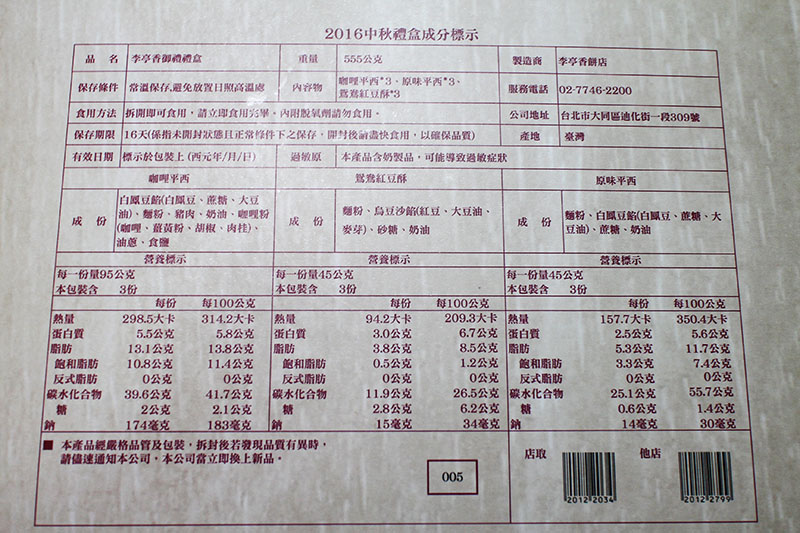 2016中秋禮盒成分標示
品名 李亭香御禮禮盒 重量 555公克 製造商 李亭香餅店
保存條件 常溫保存,避免放置日照高溫處 內容物 咖哩平西*3、原味平西*3、
鴛鴦紅豆酥*3 服務電話 02-7746-2200
食用方法 拆開即可食用，請立即食用完畢。內附脫氧劑請勿食用。 公司地址 台北市大同區迪化街一段309號
保存期限 16天(係指未開封狀態且正常條件下之保存，開封後請盡快食用，以確保品質) 產地 臺灣
有效日期 標示於包裝上 (西元年/月/日) 過敏原 本產品含奶製品，可能導致過敏症狀
咖哩平西 鴛鴦紅豆酥 原味平西
成份 白鳳豆餡(白鳳豆、蔗糖、大豆
油)、麵粉、豬肉、奶油、咖哩粉
(咖哩、薑黃粉、胡椒、肉桂)、
油蔥、食鹽
成份 麵粉、烏豆沙餡(紅豆、大豆油、
麥芽)、砂糖、奶油
成份 麵粉、白鳳豆餡(白鳳豆、蔗糖、大
豆油)、蔗糖、奶油
營養標示 營養標示 營養標示
每一份量95公克 每一份量45公克 每一份量45公克
本包裝含 3份 本包裝含 3份 本包裝含 3份
每份 每100公克 每份 每100公克 每份 每100公克
熱量 298.5大卡 314.2大卡 熱量 94.2大卡 209.3大卡 熱量 157.7大卡 350.4大卡
蛋白質 5.5公克 5.8公克 蛋白質 3.0公克 6.7公克 蛋白質 2.5公克 5.6公克
脂肪 13.1公克 13.8公克 脂肪 3.8公克 8.5公克 脂肪 5.3公克 11.7公克
飽和脂肪 10.8公克 11.4公克 飽和脂肪 0.5公克 1.2公克 飽和脂肪 3.3公克 7.4公克
反式脂肪 0公克 0公克 反式脂肪 0公克 0公克 反式脂肪 0公克 0公克
碳水化合物 39.6公克 41.7公克 碳水化合物 11.9公克 26.5公克 碳水化合物 25.1公克 55.7公克
糖 2公克 2.1公克 糖 2.8公克 6.2公克 糖 0.6公克 1.4公克
鈉 174毫克 183毫克 鈉 15毫克 34毫克 鈉 14毫克 30毫克
■ 本產品經嚴格品管及包裝，拆封後若發現品質有異時，
請儘速通知本公司，本公司當立即換上新品。
005
店取 他店
2012 2034 2012 2799